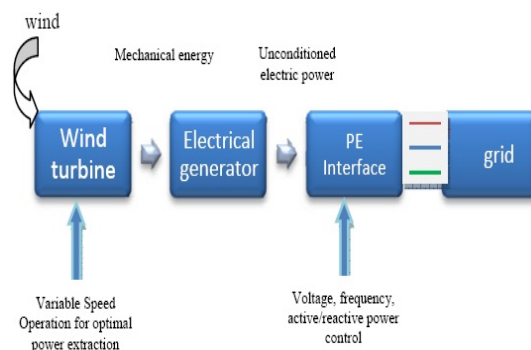 wind
Mechanical energy
Unconditioned
electric power
Wind
turbine
Electrical
generator
PE
Interface
grid
Variable Speed
Operation for optimal
power extraction
Voltage, frequency,
active/reactive power
control